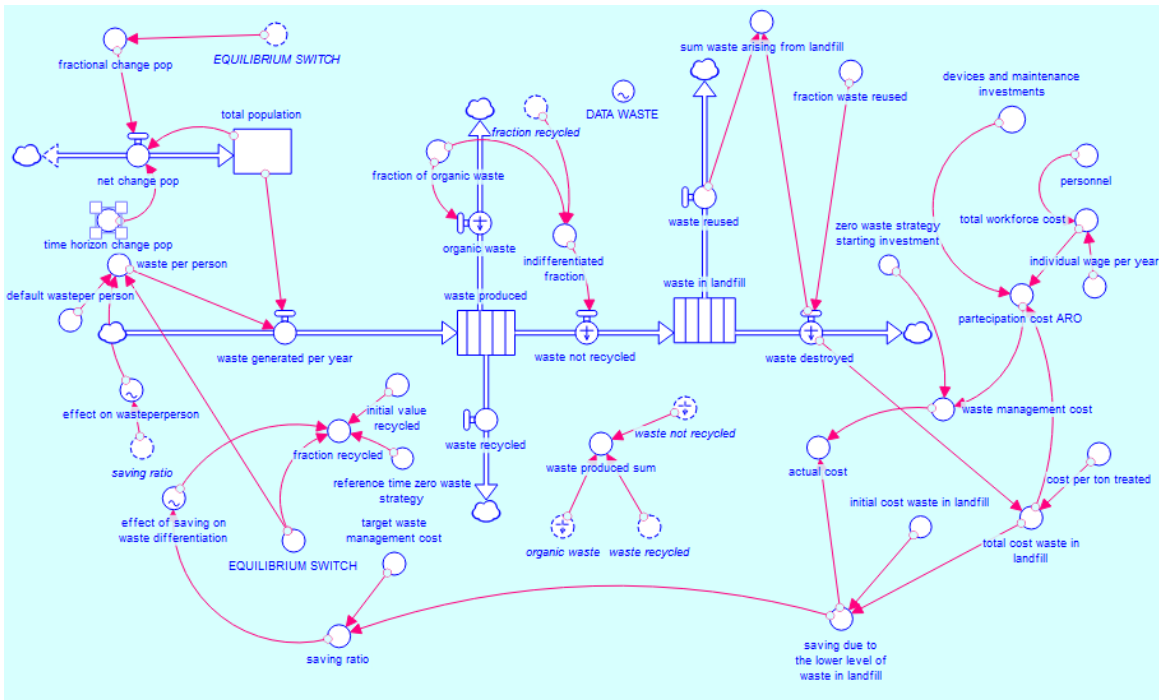 sum waste arising from landfill
fractional change pop
EQUILIBRIUM SWITCH
devices and maintenance
investments
fraction waste reused
total population
DATA WASTE
fraction recycled
fraction of organic waste
net change pop
personnel
waste reused
total workforce cost
zero waste strategy
starting investment
time horizon change pop
organic waste
indifferentiated
fraction
individual wage per year
waste per person
default wasteper person
waste produced
waste in landfill
partecipation cost ARO
waste generated per year
waste not recycled
waste destroyed
effect on wasteperperson
initial value
recycled
waste management cost
waste recycled
waste not recycled
fraction recycled
waste produced sum
actual cost
saving ratio
reference time zero waste
strategy
cost per ton treated
initial cost waste in landfill
effect of saving on
waste differentiation
target waste
management cost
organic waste
waste recycled
total cost waste in
landfill
EQUILIBRIUM SWITCH
saving ratio
saving due to
the lower level of
waste in landfill